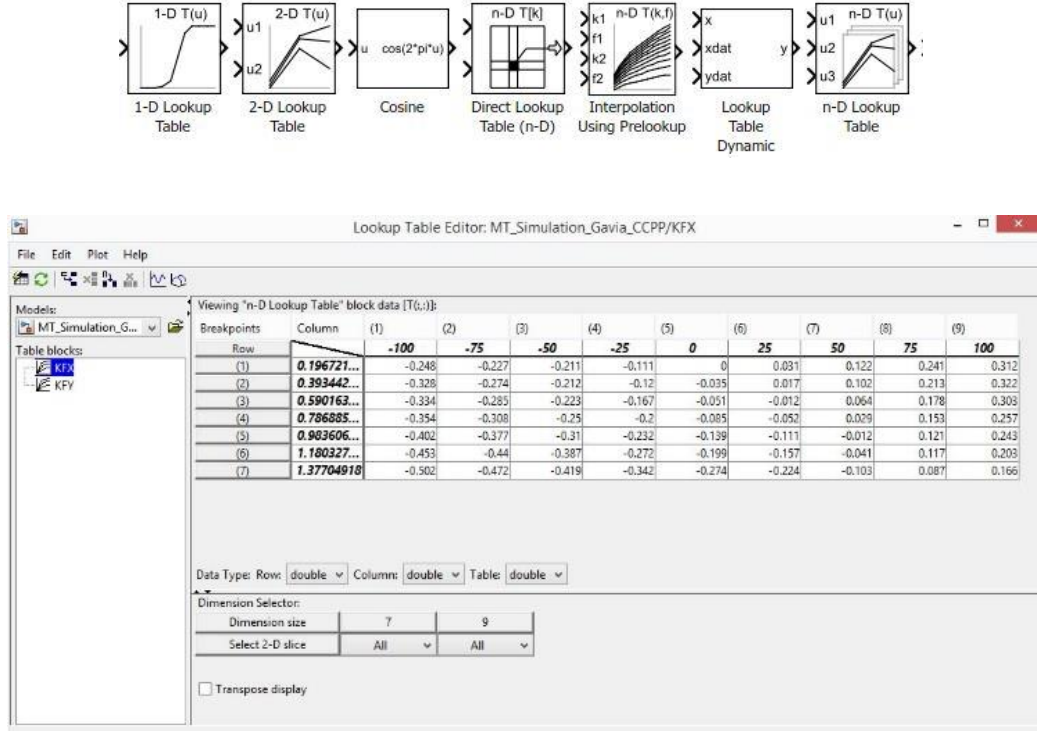 1-D T(u)
2-D T(u)
u1
u2
u cos(2*pi*u)
n-D T[k]
k1 n-D T(k,f)
f1
k2
f2
x
xdat y
ydat
u1 n-D T(u)
u2
u3
1-D Lookup
Table
2-D Lookup
Table
Cosine
Direct Lookup
Table (n-D)
Interpolation
Using Prelookup
Lookup
Table
Dynamic
n-D Lookup
Table
Lookup Table Editor: MT_Simulation_Gavia_CCPP/KFX
File Edit Plot Help
Models:
MT_Simulation_G...
Table blocks:
KFX
KFY
Viewing "n-D Lookup Table" block data [T(:,:)]:
Breakpoints Column (1) (2) (3) (4) (5) (6) (7) (8) (9)
Row -100 -75 -50 -25 0 25 50 75 100
(1) 0.196721... -0.248 -0.227 -0.211 -0.111 0 0.031 0.122 0.241 0.312
(2) 0.393442... -0.328 -0.274 -0.212 -0.12 -0.035 0.017 0.102 0.213 0.322
(3) 0.590163... -0.334 -0.285 -0.223 -0.167 -0.051 -0.012 0.064 0.178 0.303
(4) 0.786885... -0.354 -0.308 -0.25 -0.2 -0.085 -0.052 0.029 0.153 0.257
(5) 0.983606... -0.402 -0.377 -0.31 -0.232 -0.139 -0.111 -0.012 0.121 0.243
(6) 1.180327... -0.453 -0.44 -0.387 -0.272 -0.199 -0.157 -0.041 0.117 0.203
(7) 1.37704918 -0.502 -0.472 -0.419 -0.342 -0.274 -0.224 -0.103 0.087 0.166
Data Type: Row: double Column: double Table: double
Dimension Selector:
Dimension size 7 9
Select 2-D slice All All
Transpose display